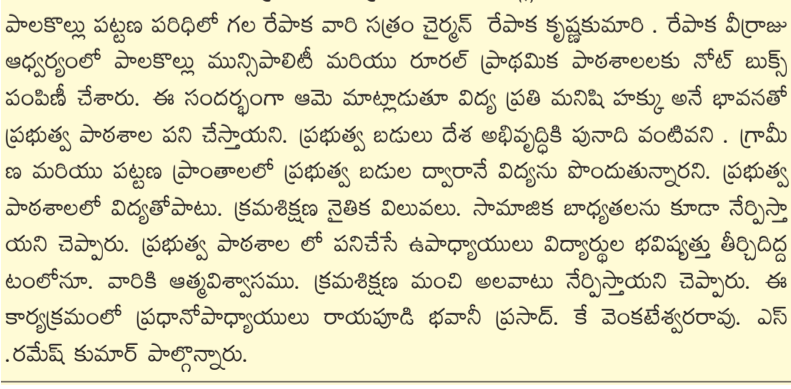 పాలకొల్లు పట్టణ పరిధిలో గల రేపాక వారి సత్రం చైర్మన్ రేపాక కృష్ణకుమారి . రేపాక వీర్రాజు
ఆధ్వర్యంలో పాలకొల్లు మున్సిపాలిటీ మరియు రూరల్ ప్రాథమిక పాఠశాలలకు నోట్ బుక్స్
పంపిణీ చేశారు. ఈ సందర్భంగా ఆమె మాట్లాడుతూ విద్య ప్రతి మనిషి హక్కు అనే భావనతో
ప్రభుత్వ పాఠశాల పని చేస్తాయని. ప్రభుత్వ బడులు దేశ అభివృద్ధికి పునాది వంటివని . గ్రామీ
ణ మరియు పట్టణ ప్రాంతాలలో ప్రభుత్వ బడుల ద్వారానే విద్యను పొందుతున్నారని. ప్రభుత్వ
పాఠశాలలో విద్యతోపాటు. క్రమశిక్షణ నైతిక విలువలు. సామాజిక బాధ్యతలను కూడా నేర్పిస్తా
యని చెప్పారు. ప్రభుత్వ పాఠశాల లో పనిచేసే ఉపాధ్యాయులు విద్యార్థుల భవిష్యత్తు తీర్చిదిద్ద
టంలోనూ. వారికి ఆత్మవిశ్వాసము. క్రమశిక్షణ మంచి అలవాటు నేర్పిస్తాయని చెప్పారు. ఈ
కార్యక్రమంలో ప్రధానోపాధ్యాయులు రాయపూడి భవానీ ప్రసాద్. కే వెంకటేశ్వరరావు. ఎస్
.రమేష్ కుమార్ పాల్గొన్నారు.